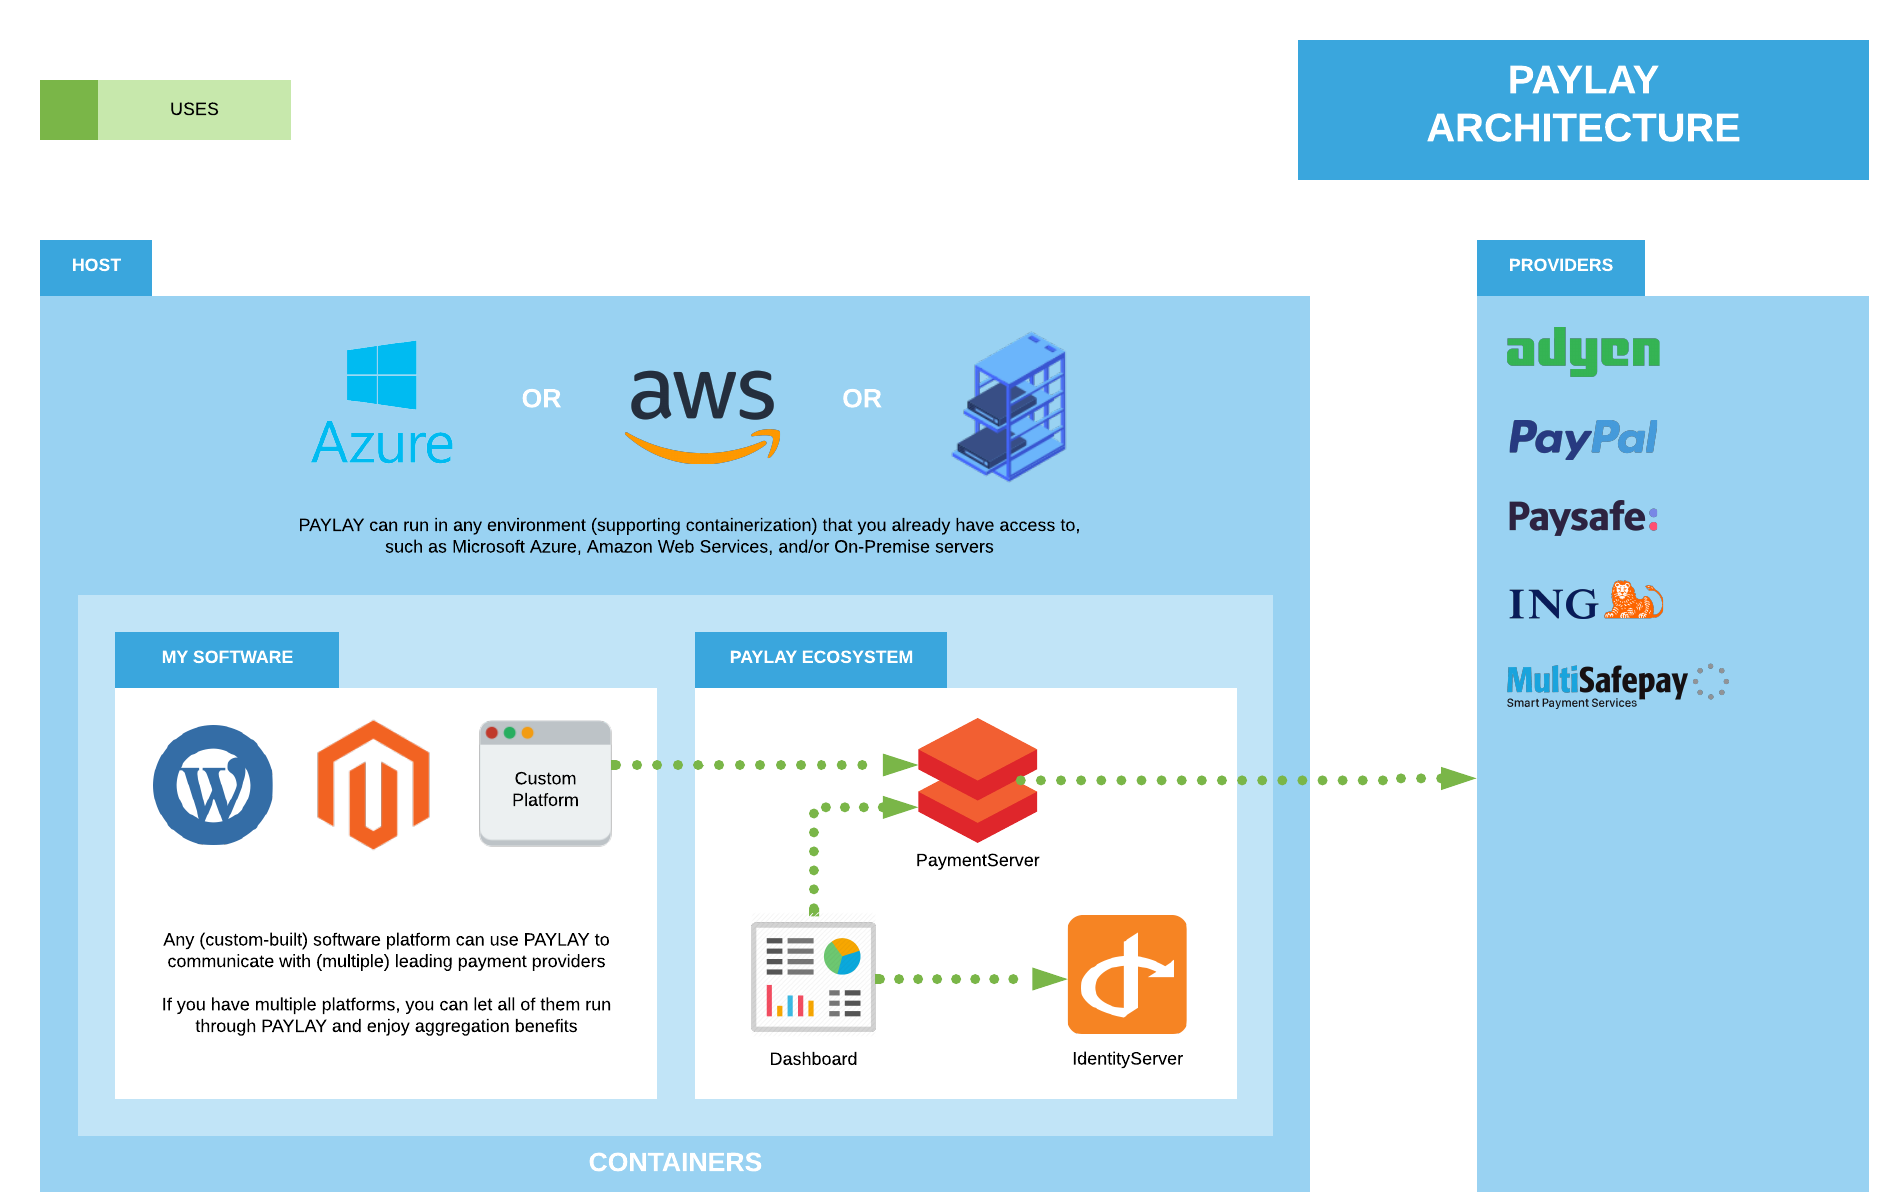 USES
PAYLAY
ARCHITECTURE
HOST
PROVIDERS
Azure
OR
aws
OR
PAYLAY can run in any environment (supporting containerization) that you already have access to,
such as Microsoft Azure, Amazon Web Services, and/or On-Premise servers
adyen
PayPal
Paysafe:
ING
MultiSafepay
Smart Payment Services
MY SOFTWARE
Custom
Platform
Any (custom-built) software platform can use PAYLAY to
communicate with (multiple) leading payment providers
If you have multiple platforms, you can let all of them run
through PAYLAY and enjoy aggregation benefits
PAYLAY ECOSYSTEM
PaymentServer
Dashboard
IdentityServer
CONTAINERS